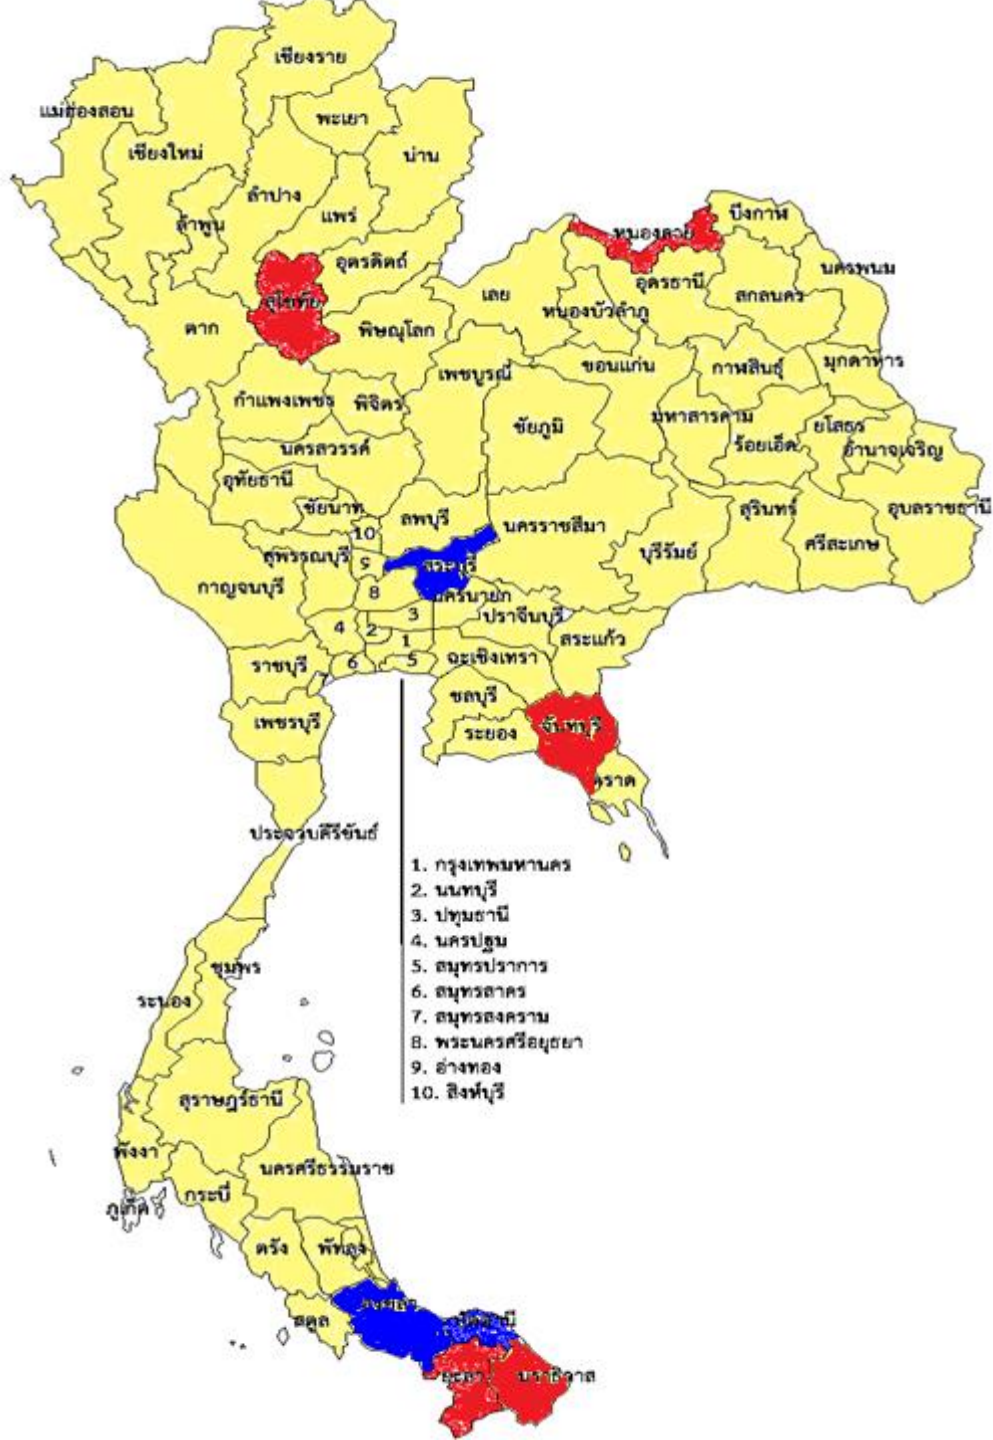 เชียงราย
แม่ฮ่องสอน
พะเยา
เชียงใหม่
น่าน
ลำปาง
แพร่
ลำพูน
บึงกาฬ
หนองคาย
อุตรดิตถ์
นครพนม
อุดรธานี
สกลนคร
เลย
สุโขทัย
หนองบัวลำภู
ตาก
พิษณุโลก
ขอนแก่น
กาฬสินธุ์
มุกดาหาร
เพชบูรณ์
กำแพงเพชร
พิจิตร
มหาสารคาม
ชัยภูมิ
ยโสธร
ร้อยเอ็ด
อำนาจเจริญ
นครสวรรค์
อุทัยธานี
ชัยนาท
ลพบุรี
นครราชสีมา
สุรินทร์
อุบลราชธานี
10
สุพรรณบุรี
9
สระบุรี
บุรีรัมย์
ศรีสะเกษ
กาญจนบุรี
8
นครนายก
3
ปราจีนบุรี
4
2
1
สระแก้ว
ราชบุรี
6
5
ฉะเชิงเทรา
7
ชลบุรี
เพชรบุรี
ระยอง
จันทบุรี
ตราด
ประจวบคีรีขันธ์
1. กรุงเทพมหานคร
2. นนทบุรี
3. ปทุมธานี
4. นครปฐม
5. สมุทรปราการ
6. สมุทรสาคร
7. สมุทรสงคราม
8. พระนครศรีอยุธยา
9. อ่างทอง
10. สิงห์บุรี
ชุมพร
ระนอง
สุราษฎร์ธานี
พังงา
นครศรีธรรมราช
กระบี่
ภูเก็ต
ตรัง
พัทลุง
สงขลา
สตูล
ปัตตานี
ยะลา
นราธิวาส